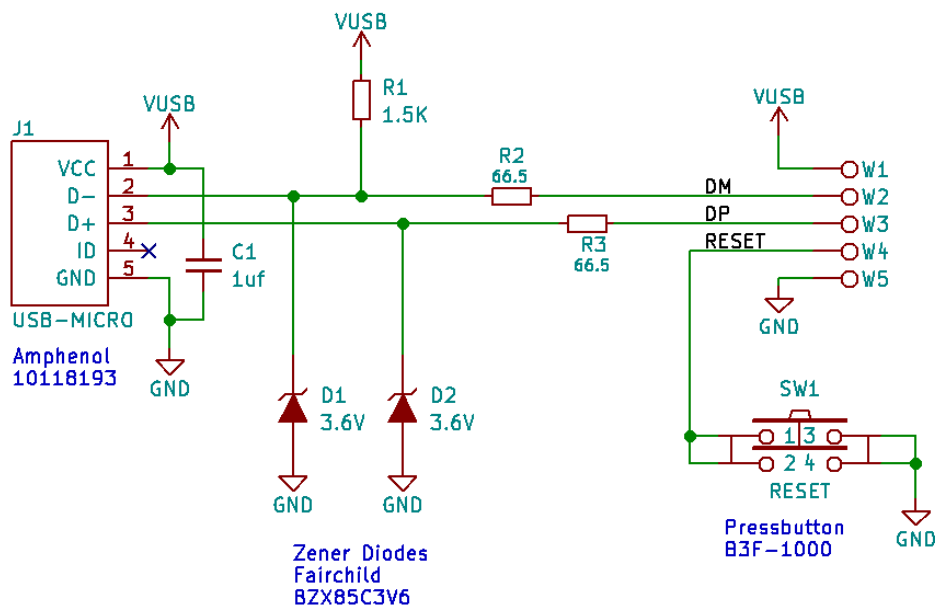 VUSB
R1
1.5K
VUSB
VUSB
J1
VCC 1
D- 2
D+ 3
ID 4
GND 5
USB-MICRO
Amphenol
10118193
C1
1uf
GND
R2
66.5
R3
66.5
DM
DP
RESET
W1
W2
W3
W4
W5
GND
D1
3.6V
D2
3.6V
GND
GND
Zener Diodes
Fairchild
BZX85C3V6
SW1
1 3
2 4
RESET
Pressbutton
B3F-1000
GND